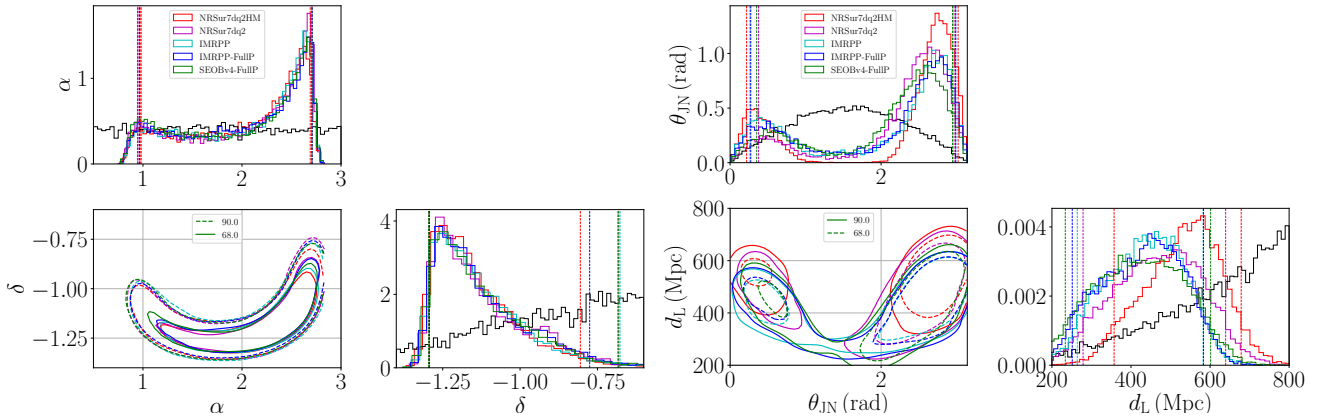 α
1
0
1
2
3
NRSur7dq2HM
NRSur7dq2
IMRPP
IMRPP-FullP
SEOBv4-FullP
θJN (rad)
1.0
0.5
0.0
0
2
NRSur7dq2HM
NRSur7dq2
IMRPP
IMRPP-FullP
SEOBv4-FullP
δ
−0.75
−1.00
−1.25
1
2
3
α
90.0
68.0
4
2
0
−1.25
−1.00
−0.75
δ
dL (Mpc)
800
600
400
200
0
2
θJN (rad)
90.0
68.0
0.004
0.002
0.000
200
400
600
800
dL (Mpc)